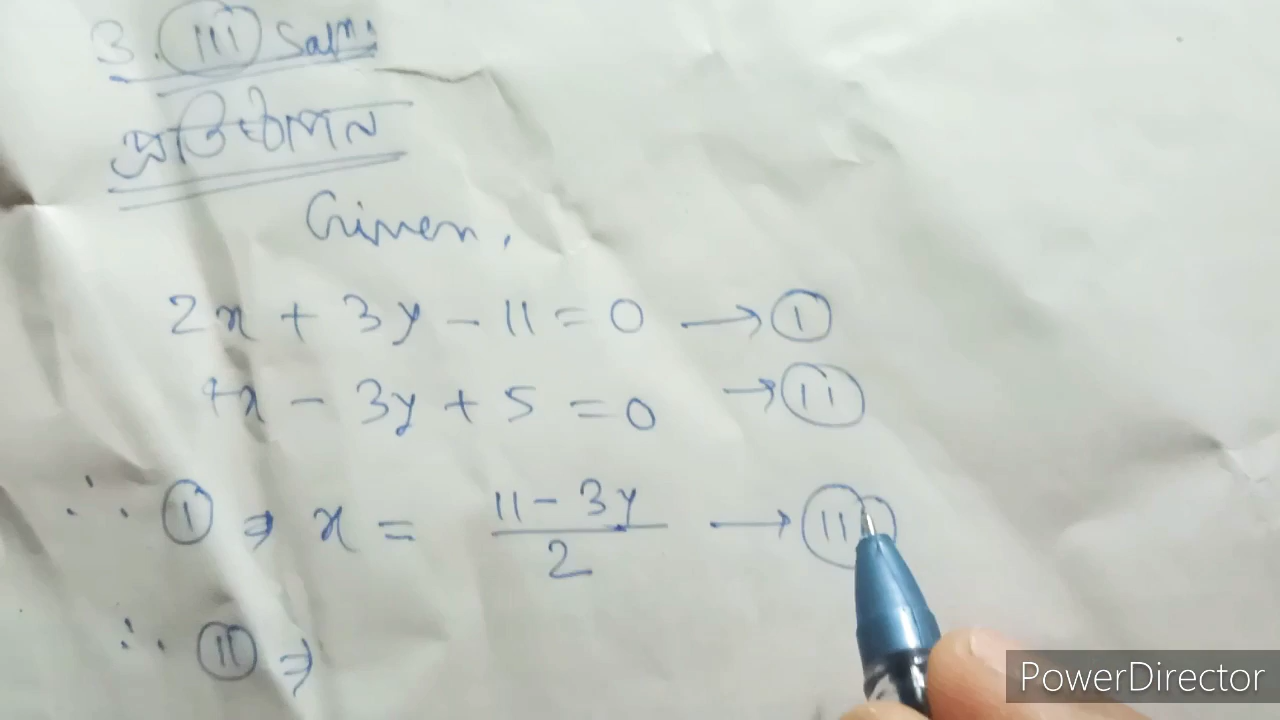 3. (iii) Soln:
প্রতিষ্ঠাপন
Given,
2x + 3y - 11 = 0 → (i)
4x - 3y + 5 = 0 → (ii)
∴ (i) ⇒ x = (11 - 3y)/2 → (iii)
∴ (ii) ⇒
PowerDirector